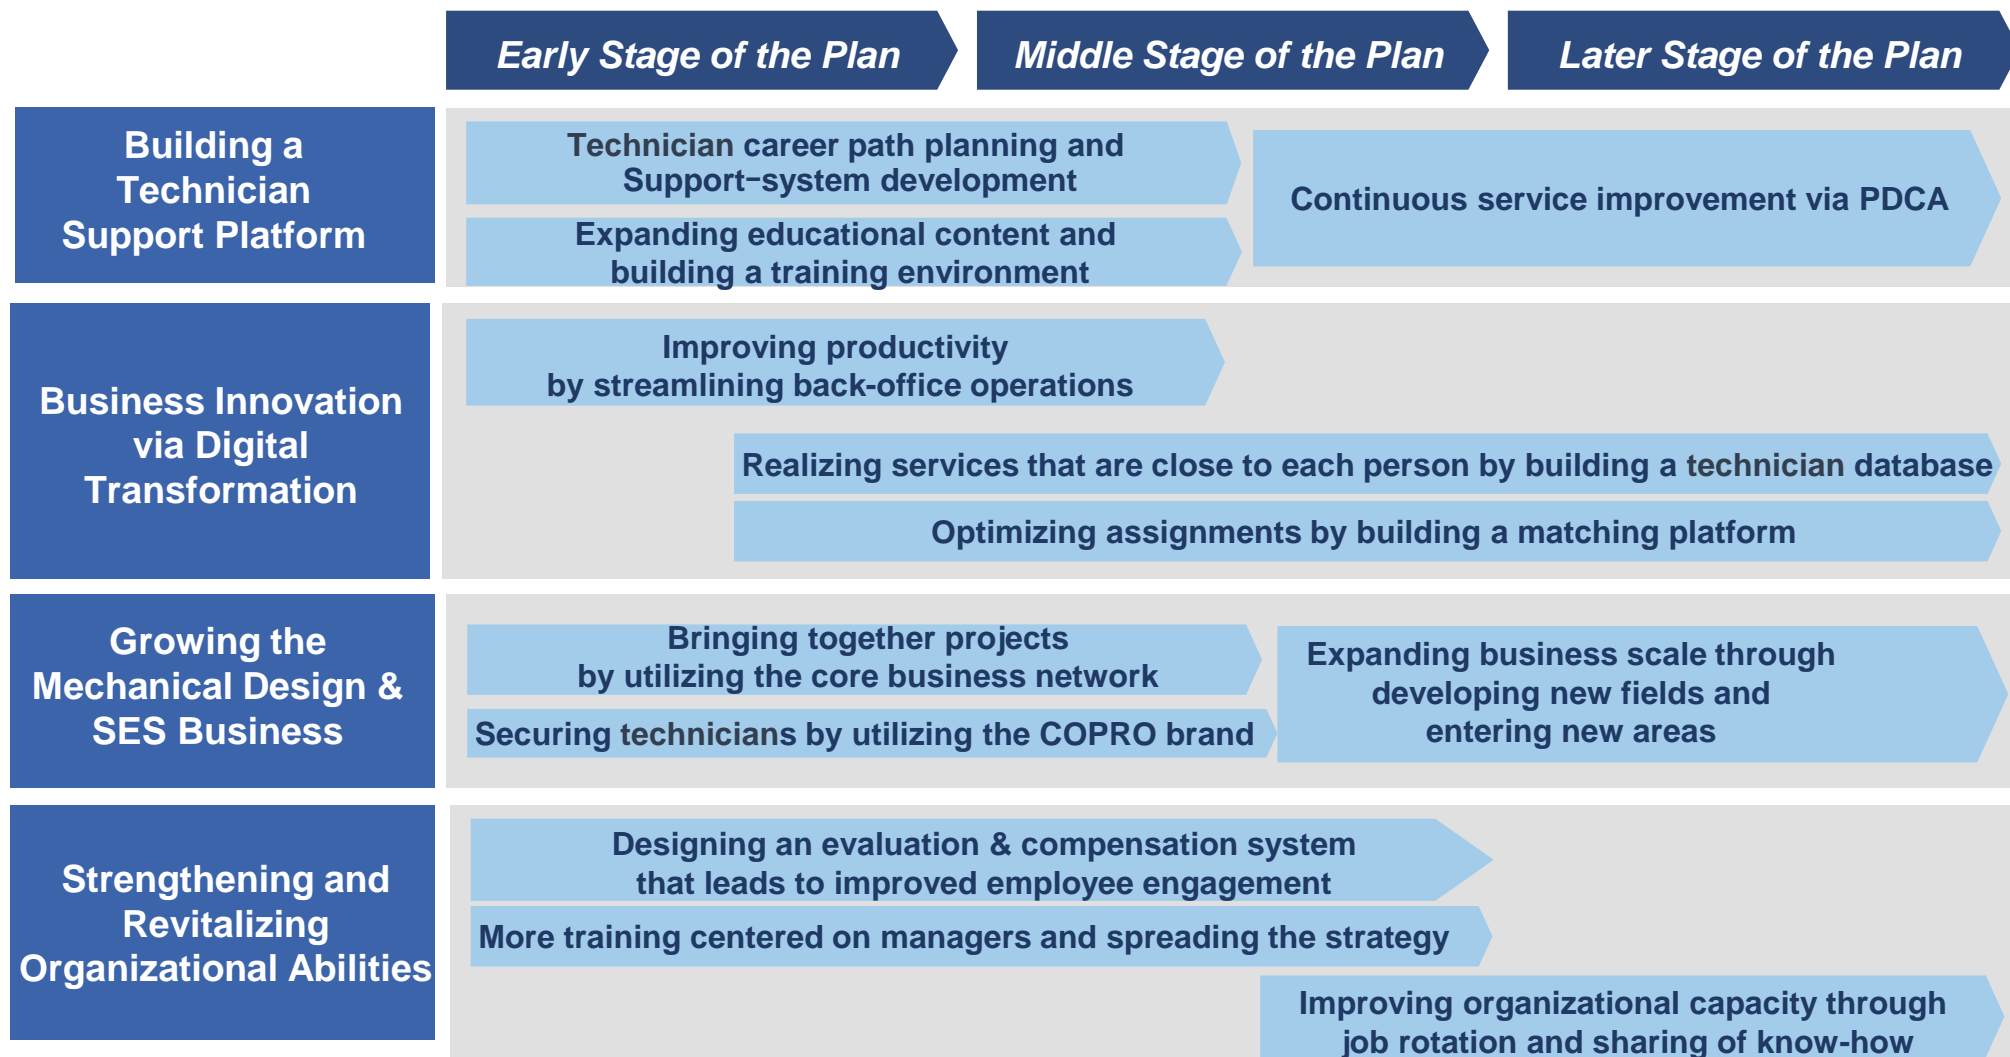 Early Stage of the Plan
Middle Stage of the Plan
Later Stage of the Plan
Building a
Technician
Support Platform
Technician career path planning and
Support-system development
Expanding educational content and
building a training environment
Continuous service improvement via PDCA
Business Innovation
via Digital
Transformation
Improving productivity
by streamlining back-office operations
Realizing services that are close to each person by building a technician database
Optimizing assignments by building a matching platform
Growing the
Mechanical Design &
SES Business
Bringing together projects
by utilizing the core business network
Securing technicians by utilizing the COPRO brand
Expanding business scale through
developing new fields and
entering new areas
Strengthening and
Revitalizing
Organizational Abilities
Designing an evaluation & compensation system
that leads to improved employee engagement
More training centered on managers and spreading the strategy
Improving organizational capacity through
job rotation and sharing of know-how